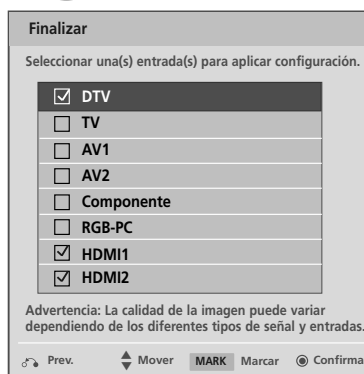 Finalizar
Seleccionar una(s) entrada(s) para aplicar configuración.
DTV
TV
AV1
AV2
Componente
RGB-PC
HDMI1
HDMI2
Advertencia: La calidad de la imagen puede variar
dependiendo de los diferentes tipos de señal y entradas.
Prev. Mover MARK Marcar Confirma